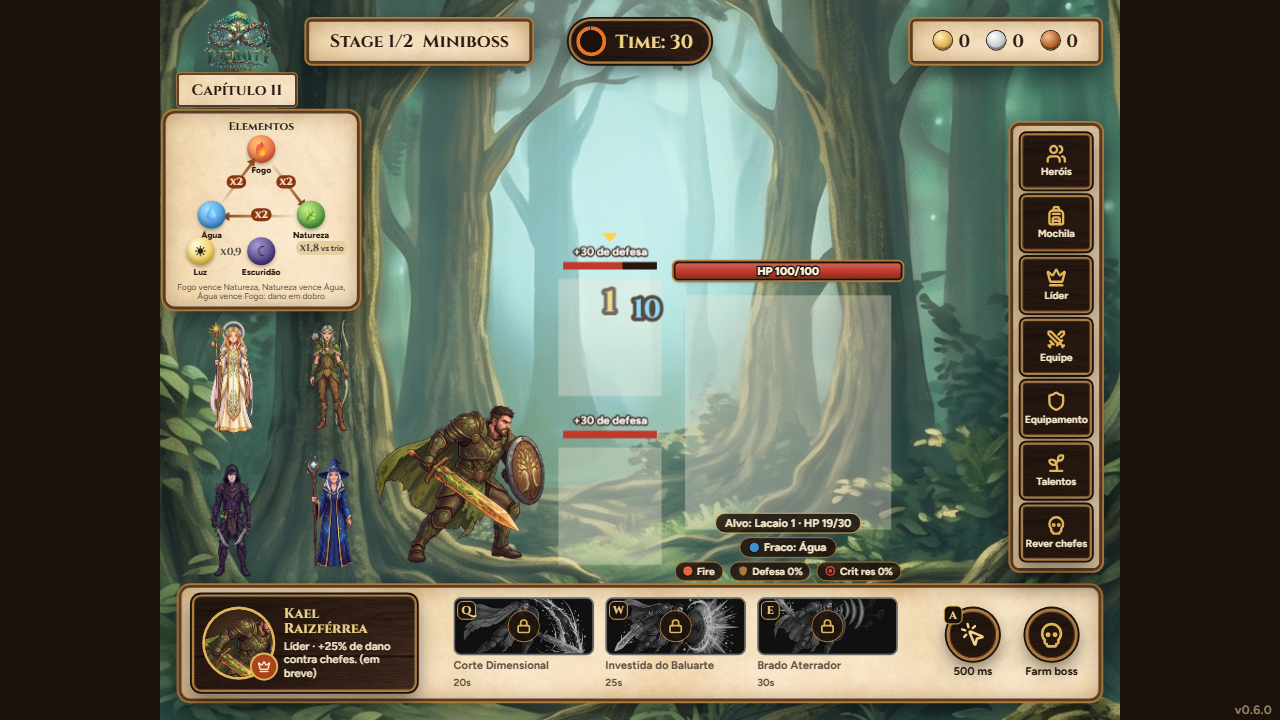 STAGE 1/2 MINIBOSS
TIME: 30
0 0 0
CAPÍTULO II
ELEMENTOS
Fogo
x2 x2
x2
Água
Natureza
x0,9
x1,8 vs trio
Luz
Escuridão
Fogo vence Natureza, Natureza vence Água,
Água vence Fogo: dano em dobro
+30 de defesa
1 10
+30 de defesa
HP 100/100
Alvo: Lacaio 1 · HP 19/30
Fraco: Água
Fire
Defesa 0%
Crit res 0%
Heróis
Mochila
Líder
Equipe
Equipamento
Talentos
Rever chefes
KAEL
RAIZFÉRREA
Líder · +25% de dano
contra chefes. (em
breve)
Q
Corte Dimensional
20s
W
Investida do Baluarte
25s
E
Brado Aterrador
30s
A
500 ms
Farm boss
v0.6.0